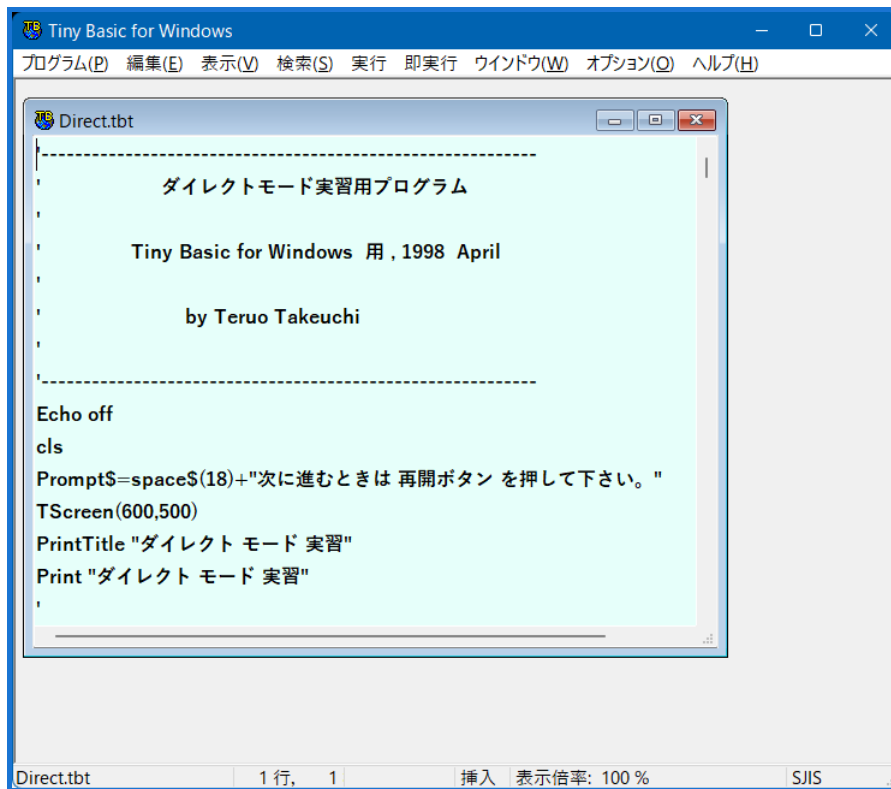 Tiny Basic for Windows
プログラム(P) 編集(E) 表示(V) 検索(S) 実行 即実行 ウインドウ(W) オプション(O) ヘルプ(H)
Direct.tbt
'-----------------------------------------------------------
' ダイレクトモード実習用プログラム
'
' Tiny Basic for Windows 用 , 1998 April
'
' by Teruo Takeuchi
'
'-----------------------------------------------------------
Echo off
cls
Prompt$=space$(18)+"次に進むときは 再開ボタン を押して下さい。"
TScreen(600,500)
PrintTitle "ダイレクト モード 実習"
Print "ダイレクト モード 実習"
'
Direct.tbt 1 行, 1 挿入 表示倍率: 100 % SJIS